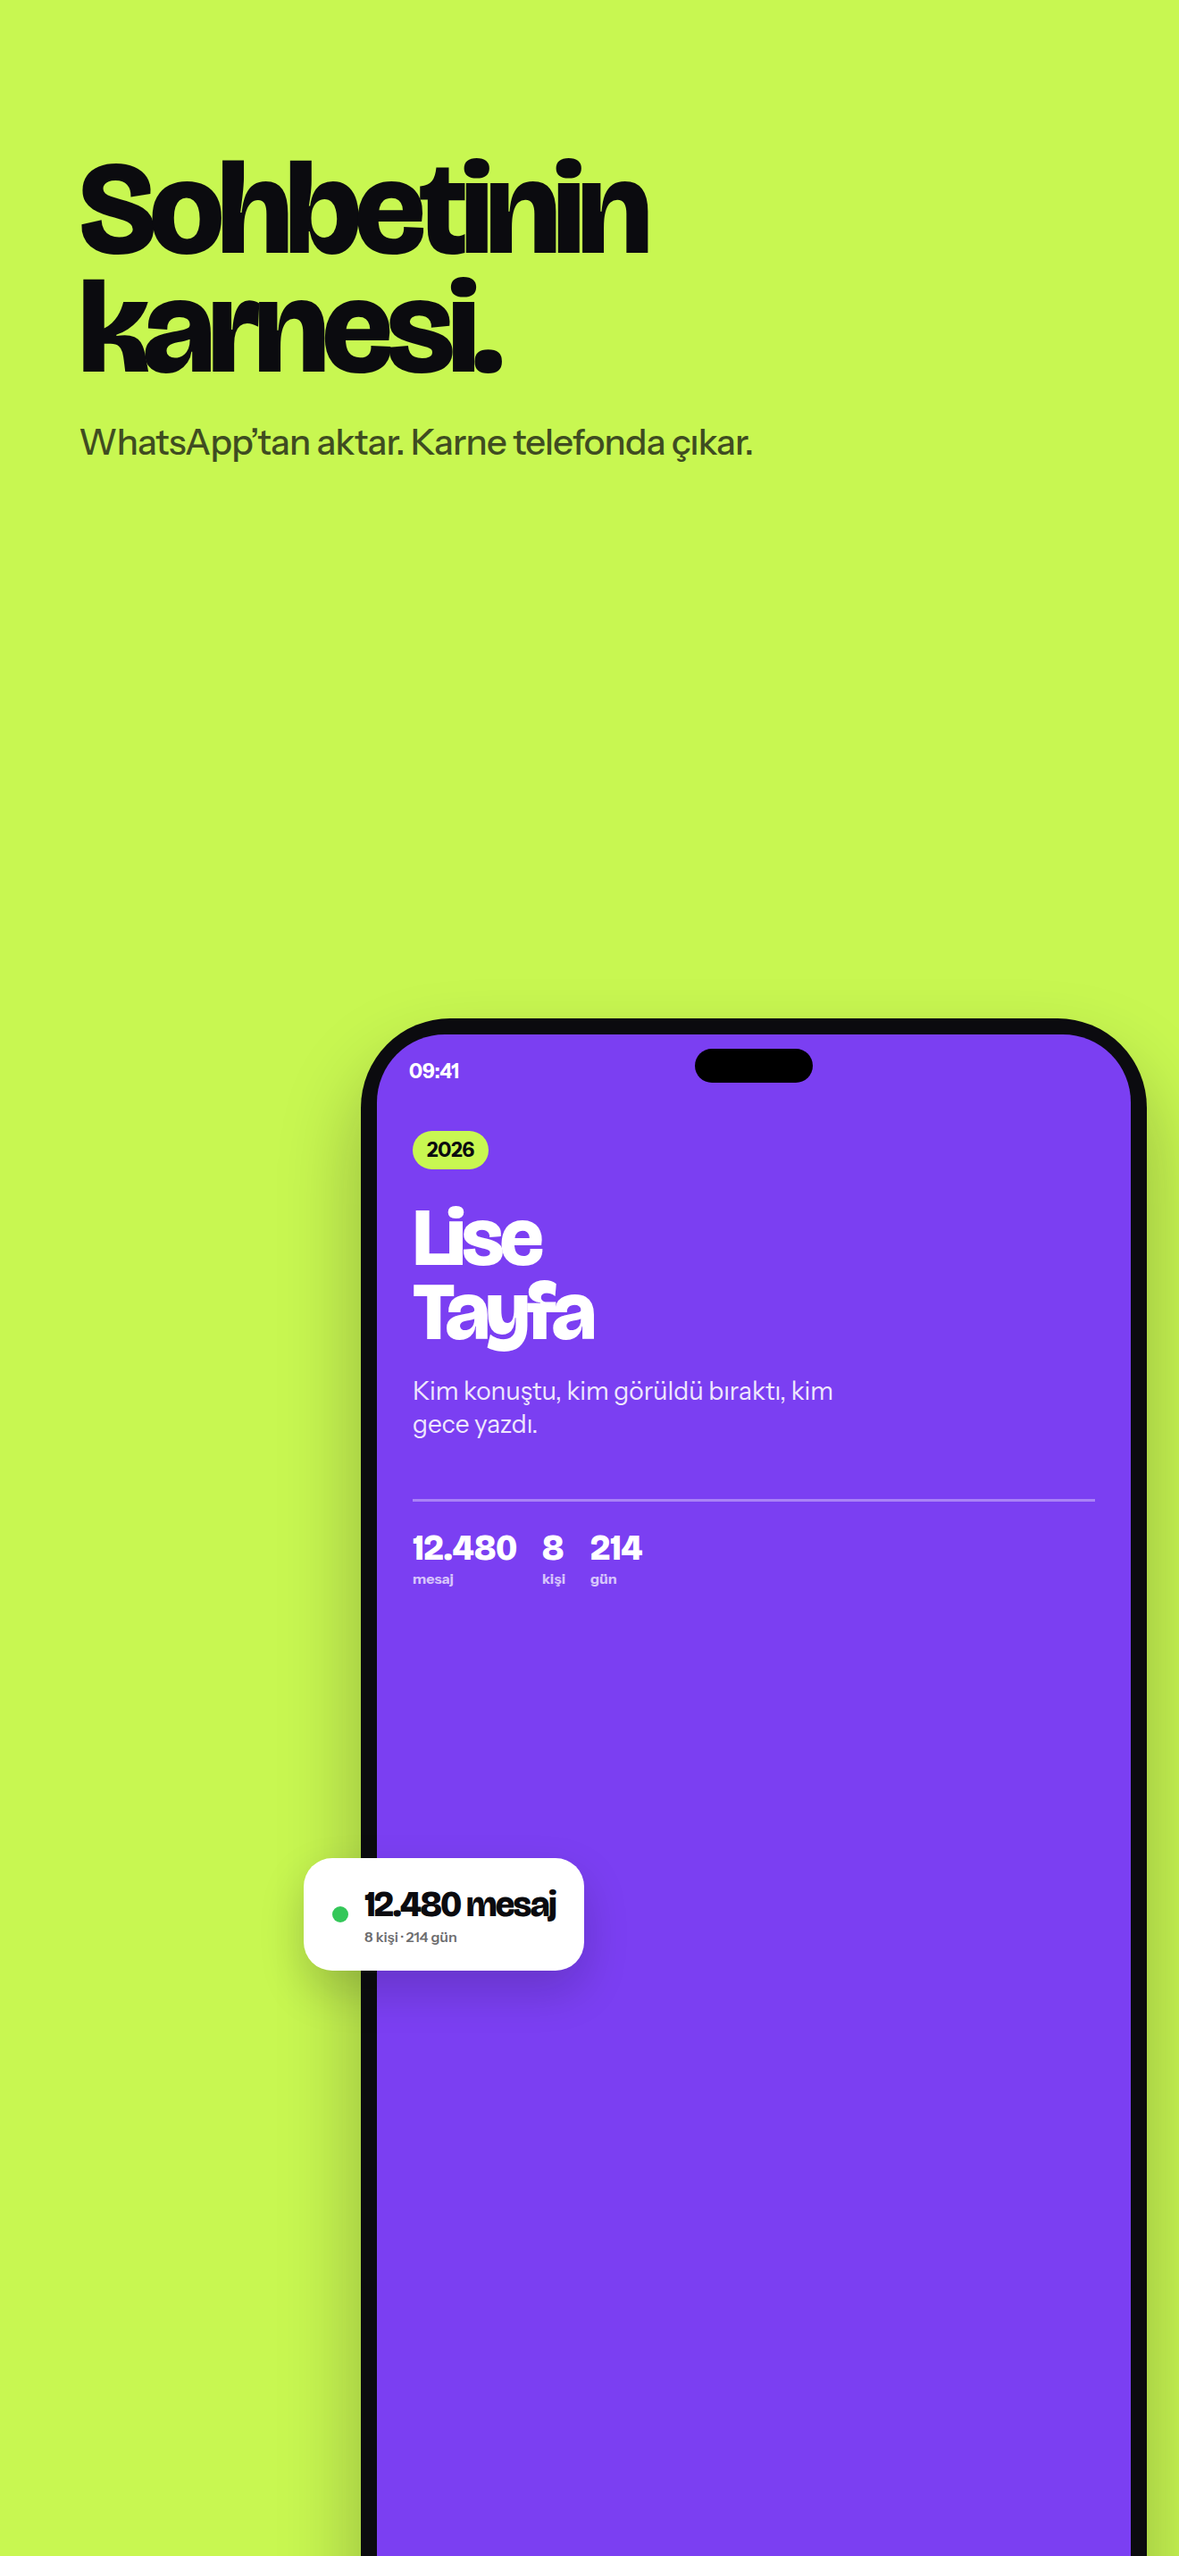 Sohbetinin
karnesi.
WhatsApp’tan aktar. Karne telefonda çıkar.
09:41
2026
Lise
Tayfa
Kim konuştu, kim görüldü bıraktı, kim
gece yazdı.
12.480 8 214
mesaj kişi gün
12.480 mesaj
8 kişi · 214 gün